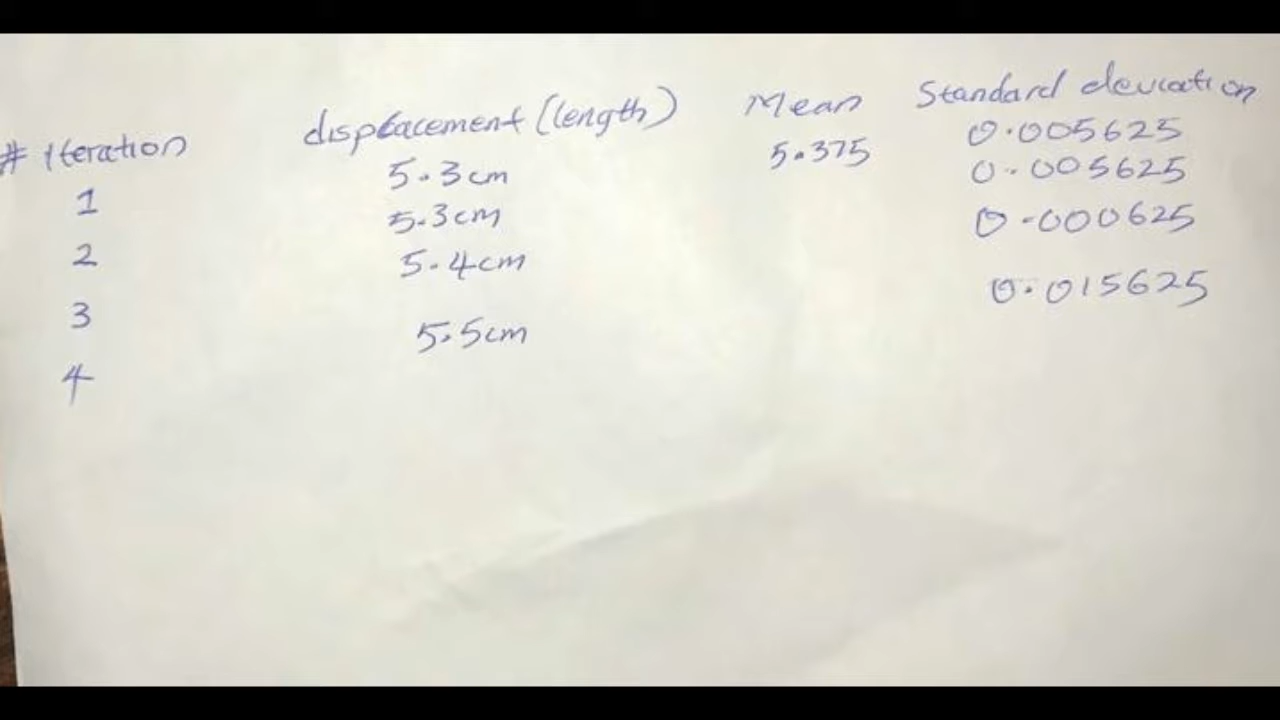 # Iteration displacement (length) Mean Standard deviation
1 5.3cm 5.375 0.005625
2 5.3cm 0.005625
3 5.4cm 0.000625
4 5.5cm 0.015625